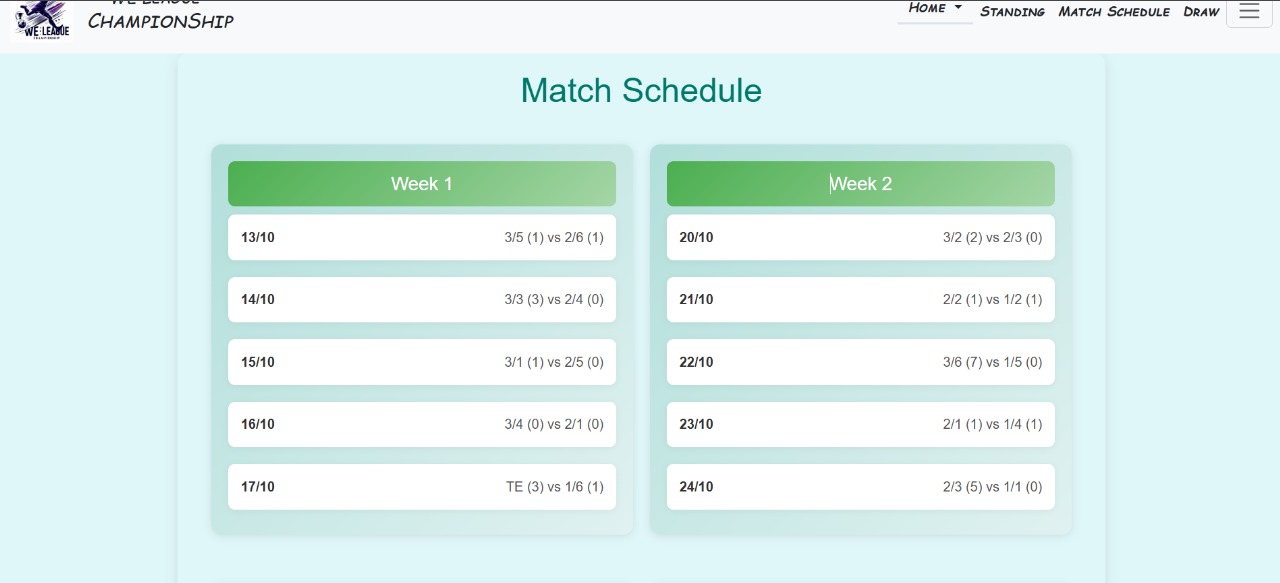 WE LEAGUE
CHAMPIONSHIP
WE LEAGUE
CHAMPIONSHIP
HOME
STANDING
MATCH SCHEDULE
DRAW
Match Schedule
Week 1
13/10 3/5 (1) vs 2/6 (1)
14/10 3/3 (3) vs 2/4 (0)
15/10 3/1 (1) vs 2/5 (0)
16/10 3/4 (0) vs 2/1 (0)
17/10 TE (3) vs 1/6 (1)
Week 2
20/10 3/2 (2) vs 2/3 (0)
21/10 2/2 (1) vs 1/2 (1)
22/10 3/6 (7) vs 1/5 (0)
23/10 2/1 (1) vs 1/4 (1)
24/10 2/3 (5) vs 1/1 (0)